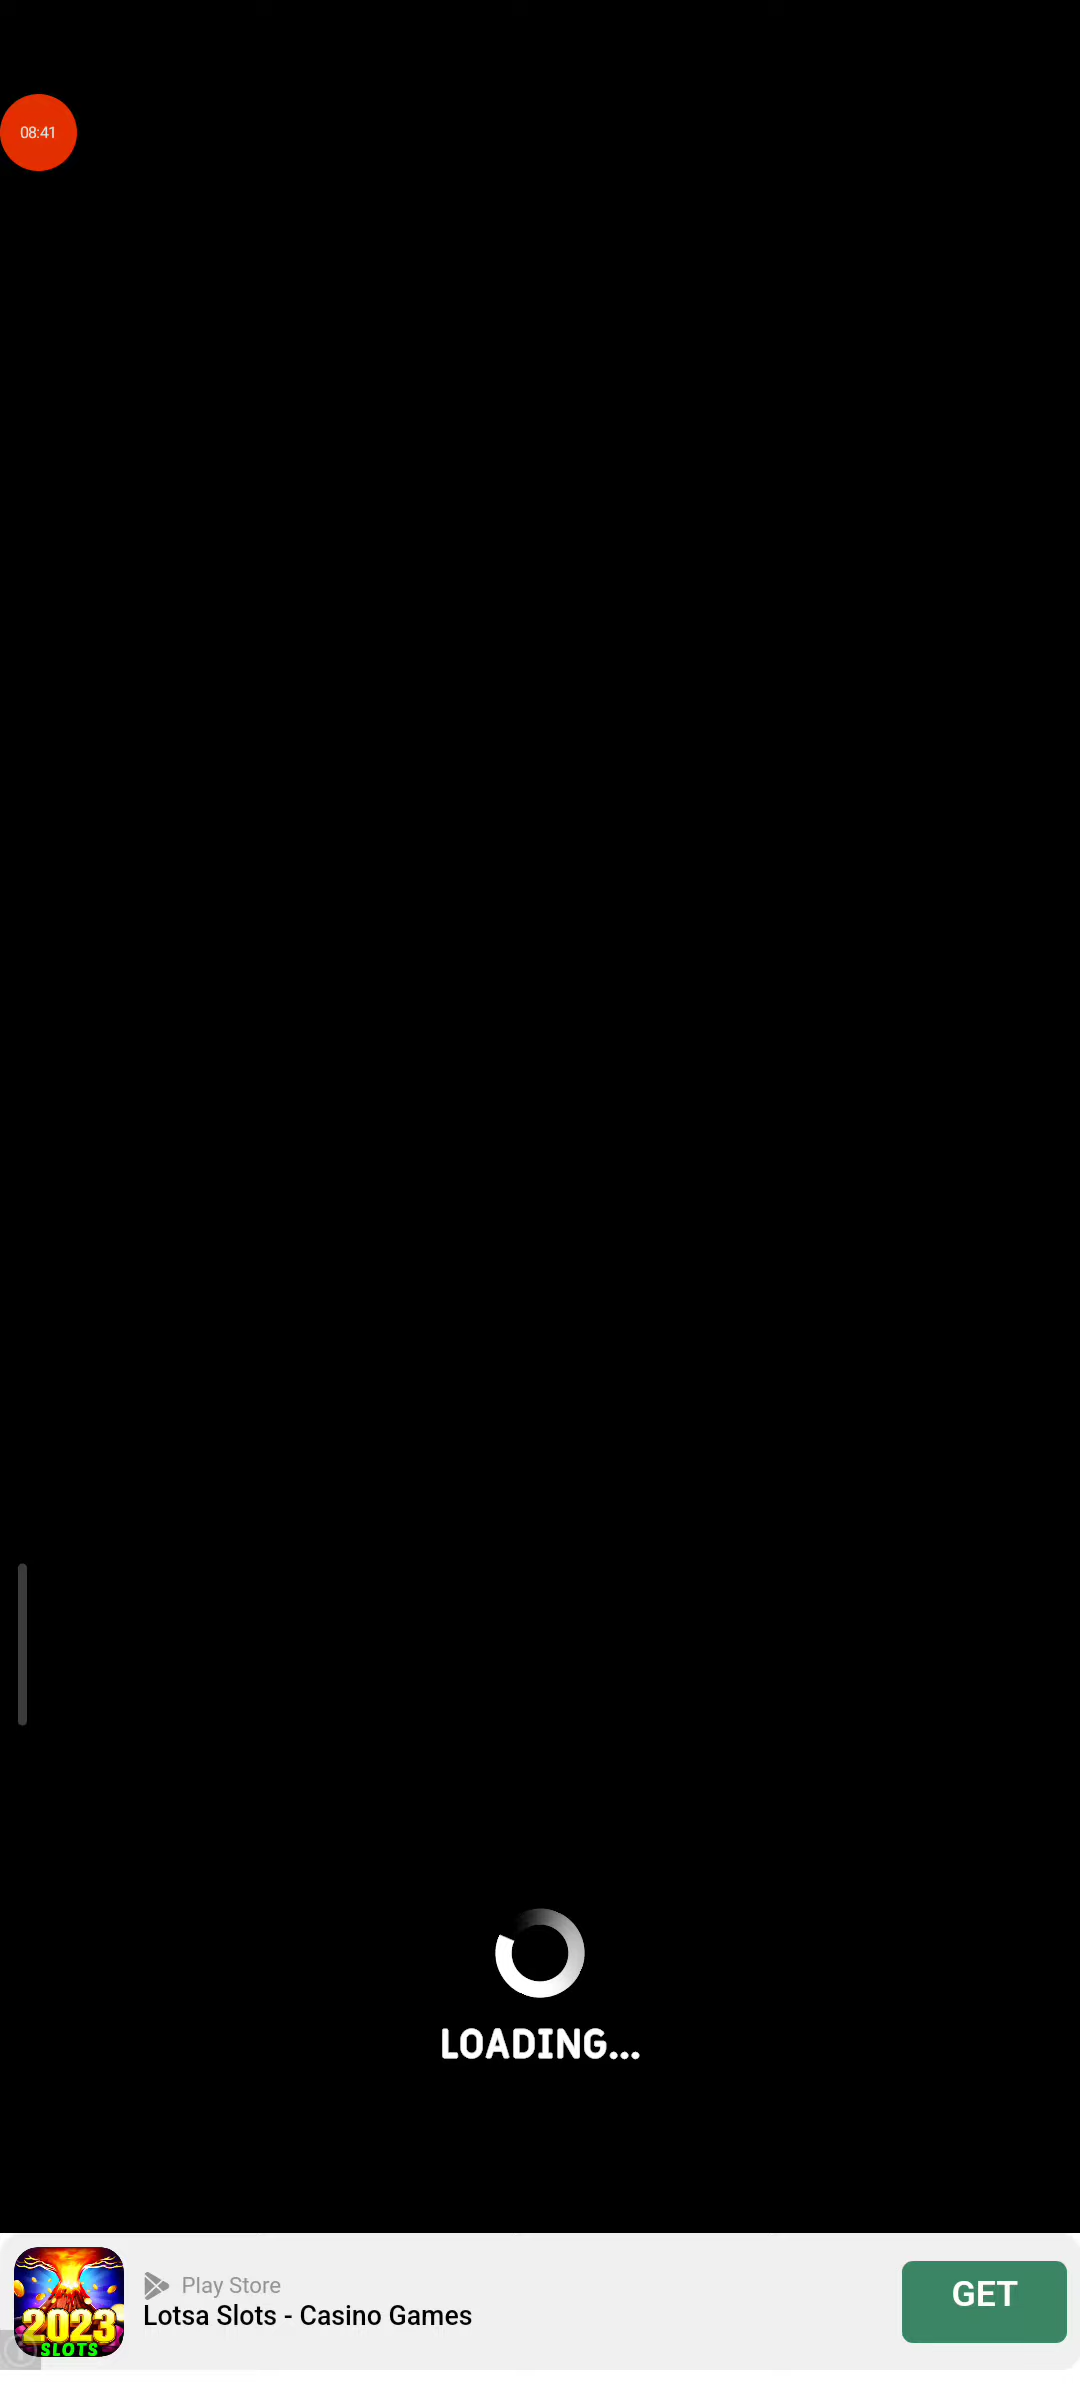 08:41
LOADING...
Play Store
Lotsa Slots - Casino Games
GET
2023
SLOTS